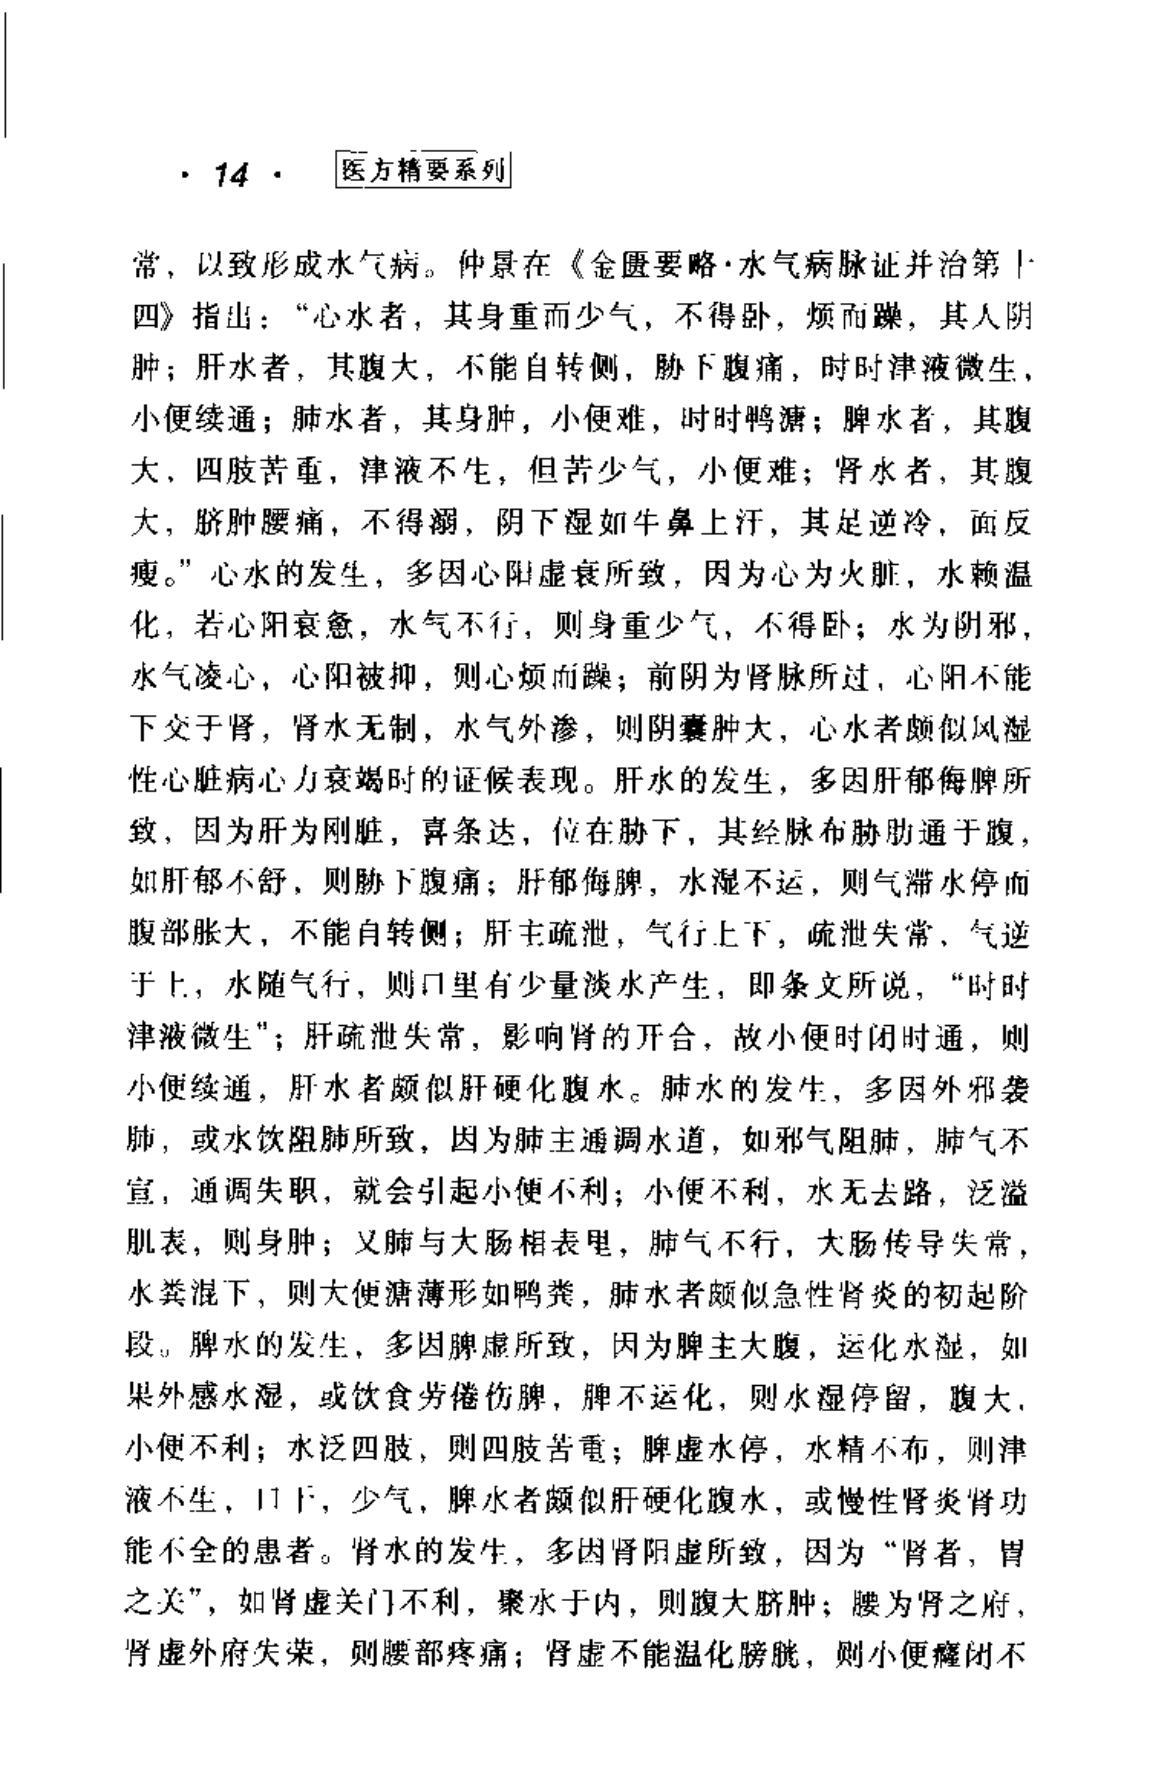 · 14 · 医方精要系列
常，以致形成水气病。仲景在《金匮要略·水气病脉证并治第十
四》指出：“心水者，其身重而少气，不得卧，烦而躁，其人阴
肿；肝水者，其腹大，不能自转侧，胁下腹痛，时时津液微生，
小便续通；肺水者，其身肿，小便难，时时鸭溏；脾水者，其腹
大，四肢苦重，津液不生，但苦少气，小便难；肾水者，其腹
大，脐肿腰痛，不得溺，阴下湿如牛鼻上汗，其足逆冷，面反
瘦。”心水的发生，多因心阳虚衰所致，因为心为火脏，水赖温
化，若心阳衰惫，水气不行，则身重少气，不得卧；水为阴邪，
水气凌心，心阳被抑，则心烦而躁；前阴为肾脉所过，心阳不能
下交于肾，肾水无制，水气外渗，则阴囊肿大，心水者颇似风湿
性心脏病心力衰竭时的证候表现。肝水的发生，多因肝郁侮脾所
致，因为肝为刚脏，喜条达，位在胁下，其经脉布胁肋通于腹，
如肝郁不舒，则胁下腹痛；肝郁侮脾，水湿不运，则气滞水停而
腹部胀大，不能自转侧；肝主疏泄，气行上下，疏泄失常，气逆
于上，水随气行，则口里有少量淡水产生，即条文所说，“时时
津液微生”；肝疏泄失常，影响肾的开合，故小便时闭时通，则
小便续通，肝水者颇似肝硬化腹水。肺水的发生，多因外邪袭
肺，或水饮阻肺所致，因为肺主通调水道，如邪气阻肺，肺气不
宣，通调失职，就会引起小便不利；小便不利，水无去路，泛溢
肌表，则身肿；又肺与大肠相表里，肺气不行，大肠传导失常，
水粪混下，则大便溏薄形如鸭粪，肺水者颇似急性肾炎的初起阶
段。脾水的发生，多因脾虚所致，因为脾主大腹，运化水湿，如
果外感水湿，或饮食劳倦伤脾，脾不运化，则水湿停留，腹大，
小便不利；水泛四肢，则四肢苦重；脾虚水停，水精不布，则津
液不生，口干，少气，脾水者颇似肝硬化腹水，或慢性肾炎肾功
能不全的患者。肾水的发生，多因肾阳虚所致，因为“肾者，胃
之关”，如肾虚关门不利，聚水于内，则腹大脐肿；腰为肾之府，
肾虚外府失荣，则腰部疼痛；肾虚不能温化膀胱，则小便癃闭不